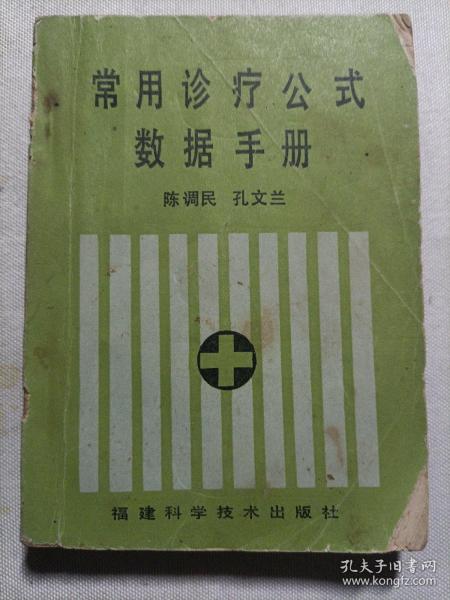 常用诊疗公式
数据手册
陈调民 孔文兰
福建科学技术出版社
孔夫子旧书网
www.kongfz.com